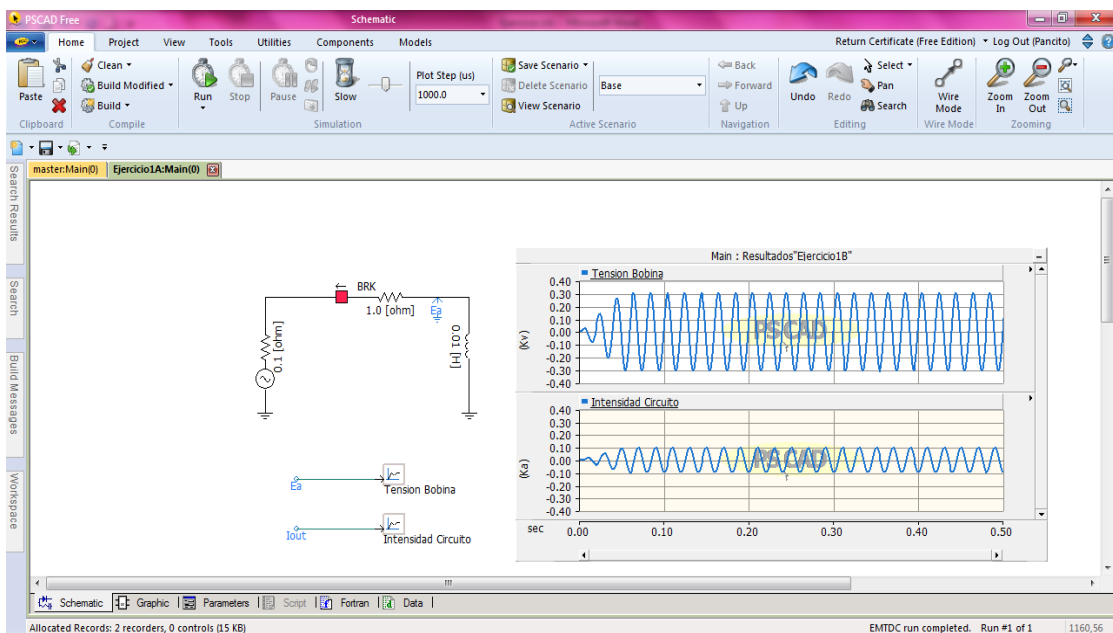 PSCAD Free Schematic
Home Project View Tools Utilities Components Models Return Certificate (Free Edition) Log Out (Pancito)
Paste
Clean
Build Modified
Build
Run Stop Pause Slow
Plot Step (us)
1000.0
Save Scenario
Delete Scenario
View Scenario
Base
Back
Forward
Up
Undo Redo
Select
Pan
Search
Wire Mode
Zoom In
Zoom Out
Clipboard Compile Simulation Active Scenario Navigation Editing Wire Mode Zooming
master:Main(0) Ejercicio1A:Main(0)
Search Results
Search
Build Messages
Workspace
BRK
1.0 [ohm]
Ea
0.1 [ohm]
0.01 [H]
Ea
Tension Bobina
Iout
Intensidad Circuito
Main : Resultados"Ejercicio1B"
Tension Bobina
0.40
0.30
0.20
0.10
0.00
-0.10
-0.20
-0.30
-0.40
(Kv)
PSCAD
Intensidad Circuito
0.40
0.30
0.20
0.10
0.00
-0.10
-0.20
-0.30
-0.40
(Ka)
PSCAD
sec 0.00 0.10 0.20 0.30 0.40 0.50
Schematic Graphic Parameters Script Fortran Data
Allocated Records: 2 recorders, 0 controls (15 KB) EMTDC run completed. Run #1 of 1 1160,56